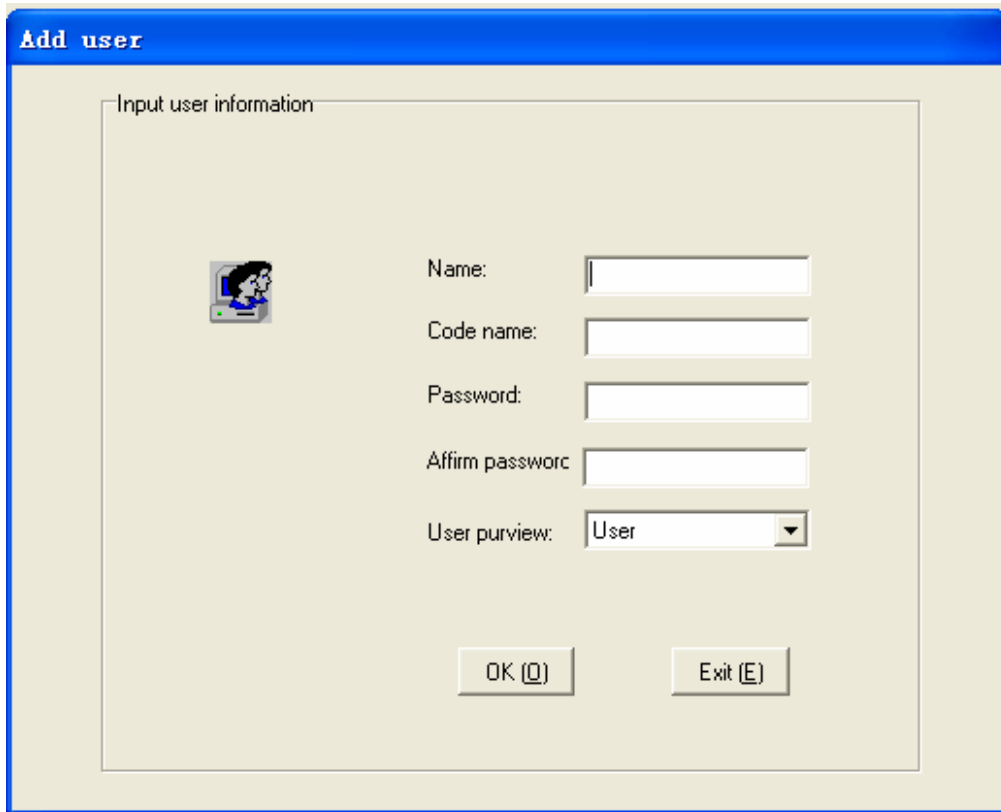 Add user
Input user information
Name:
Code name:
Password:
Affirm passworc
User purview:
User
OK (O)
Exit (E)